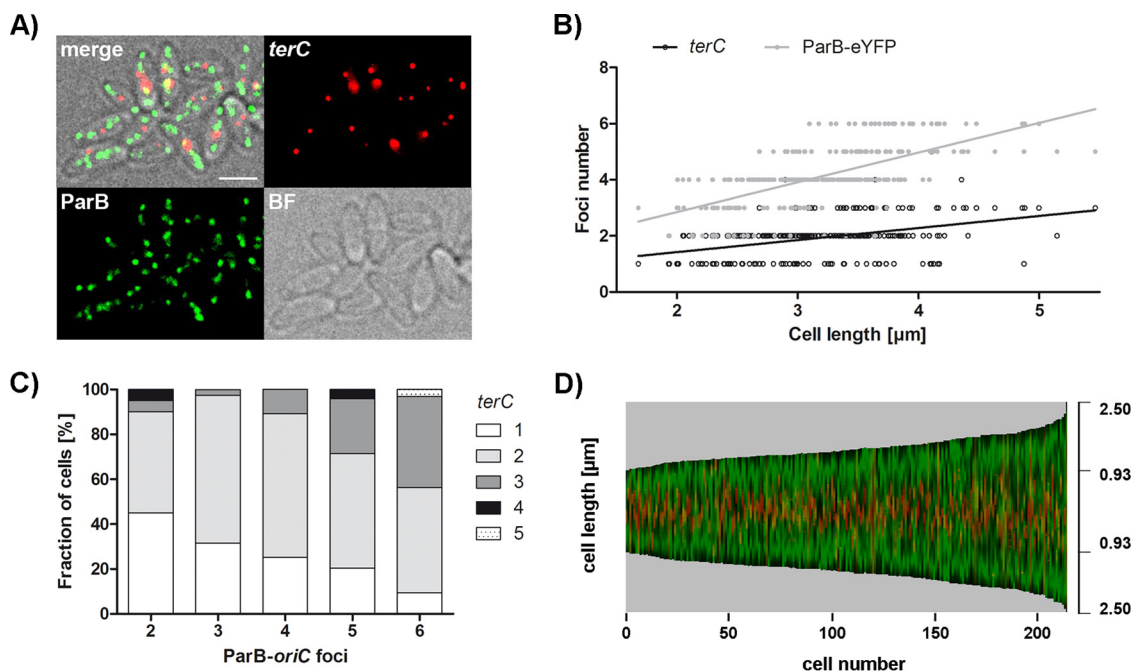 A)
merge
terC
ParB
BF
B)
terC
ParB-eYFP
Foci number
8
6
4
2
0
2
3
4
5
Cell length [µm]
C)
Fraction of cells [%]
100
80
60
40
20
0
2
3
4
5
6
ParB-oriC foci
terC
1
2
3
4
5
D)
cell length [µm]
2.50
0.93
0.93
2.50
0
50
100
150
200
cell number